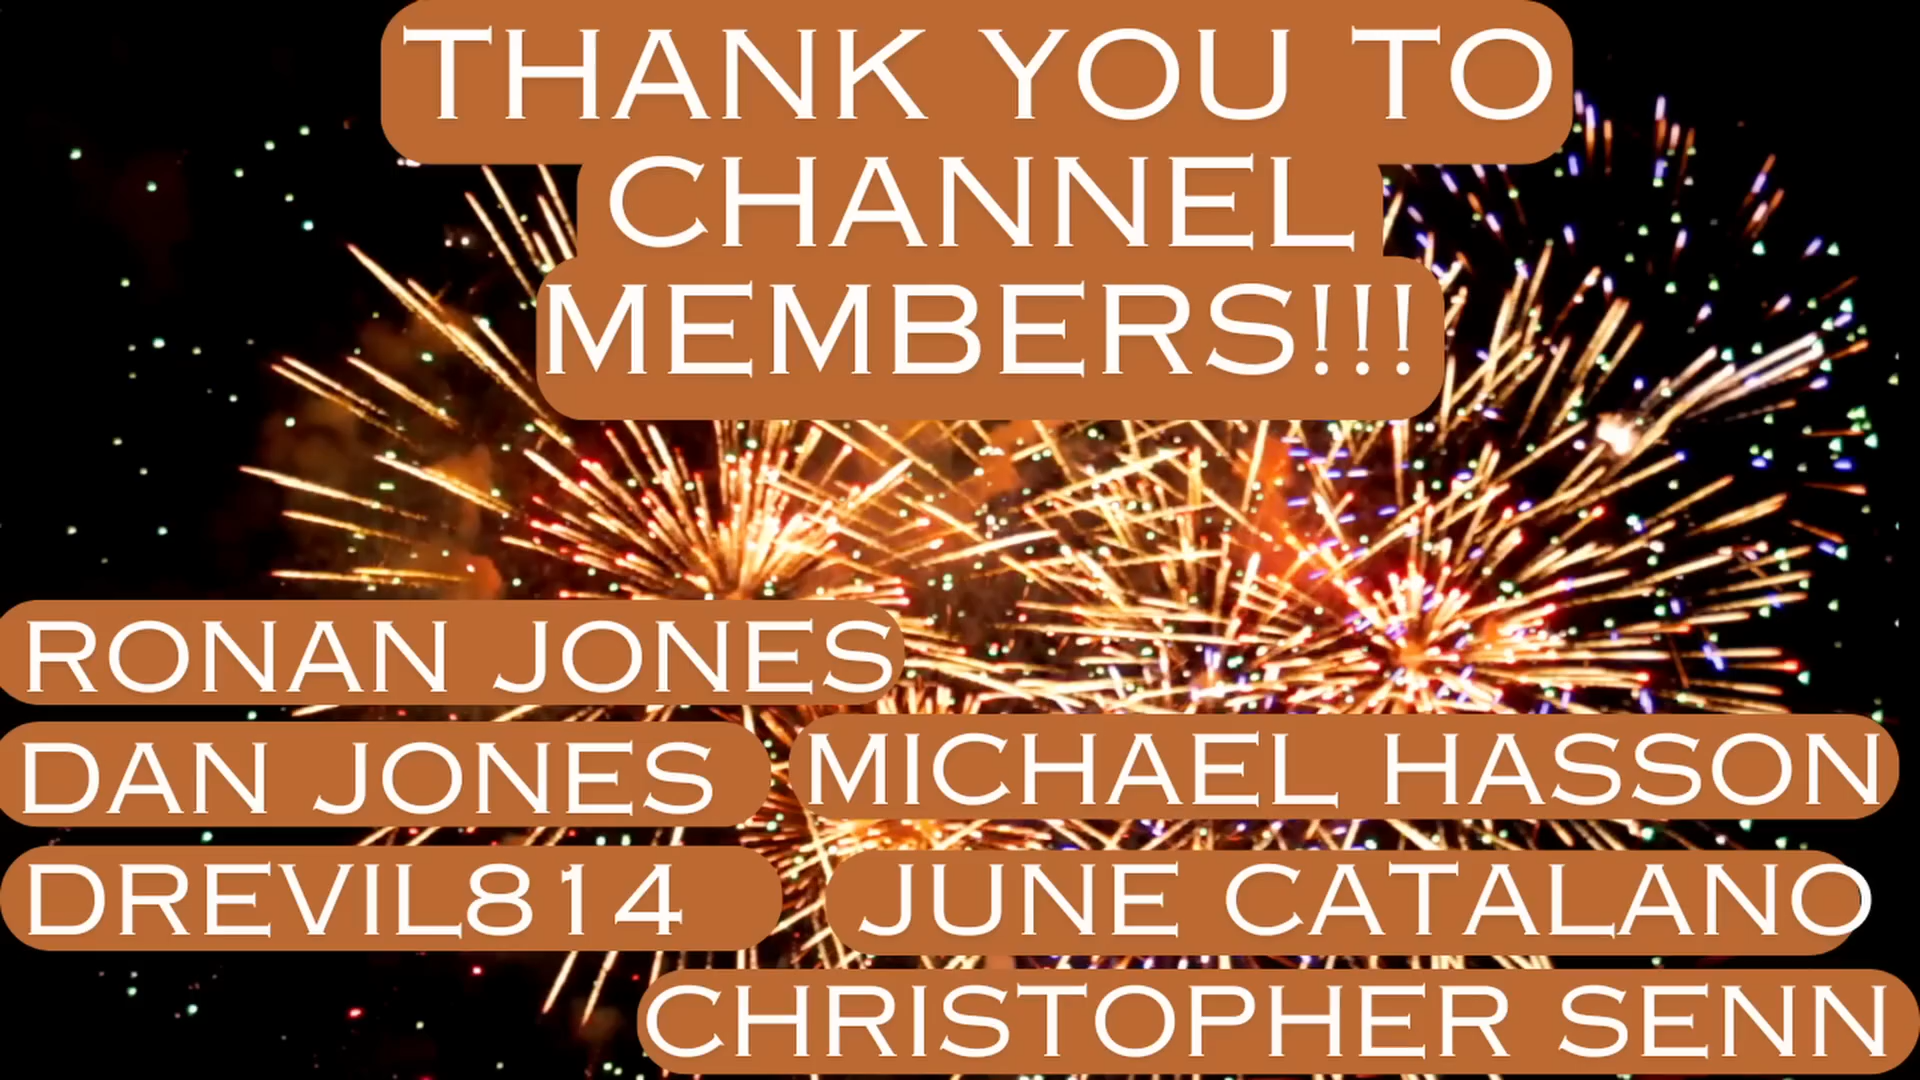 THANK YOU TO
CHANNEL
MEMBERS!!!
RONAN JONES
DAN JONES
MICHAEL HASSON
DREVIL814
JUNE CATALANO
CHRISTOPHER SENN